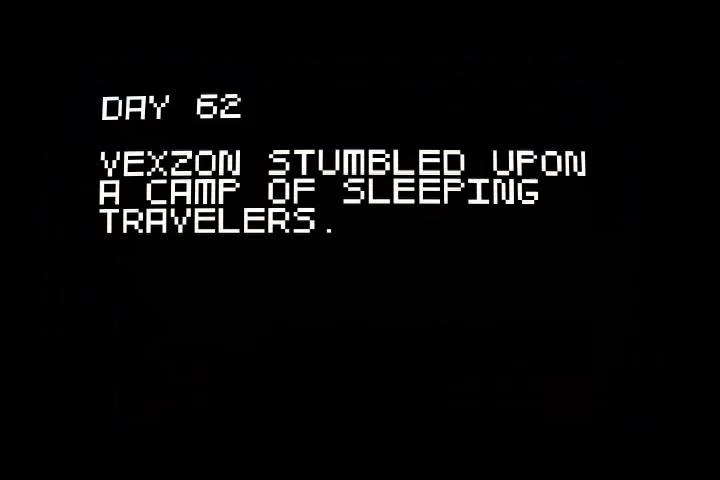 DAY 62
VEXZON STUMBLED UPON
A CAMP OF SLEEPING
TRAVELERS.